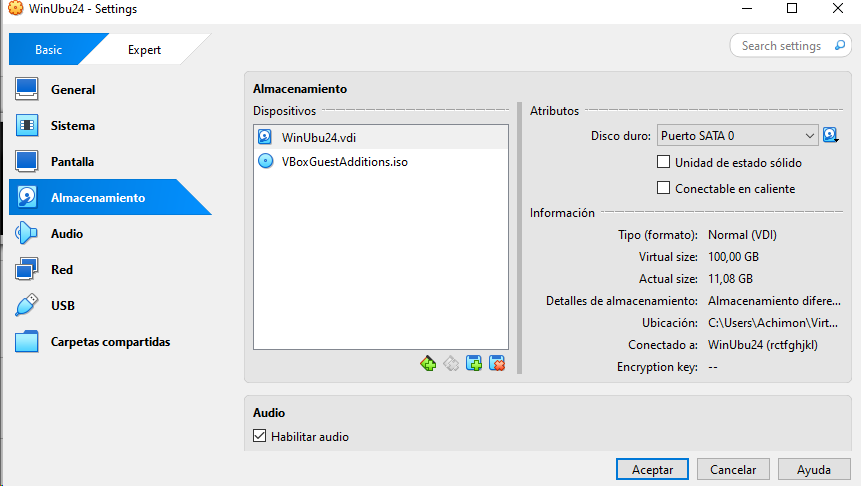 WinUbu24 - Settings
Basic
Expert
Search settings
General
Sistema
Pantalla
Almacenamiento
Audio
Red
USB
Carpetas compartidas
Almacenamiento
Dispositivos
WinUbu24.vdi
VBoxGuestAdditions.iso
Atributos
Disco duro: Puerto SATA 0
Unidad de estado sólido
Conectable en caliente
Información
Tipo (formato): Normal (VDI)
Virtual size: 100,00 GB
Actual size: 11,08 GB
Detalles de almacenamiento: Almacenamiento difere...
Ubicación: C:\Users\Achimon\Virt...
Conectado a: WinUbu24 (rctfghjkl)
Encryption key: --
Audio
Habilitar audio
Aceptar
Cancelar
Ayuda